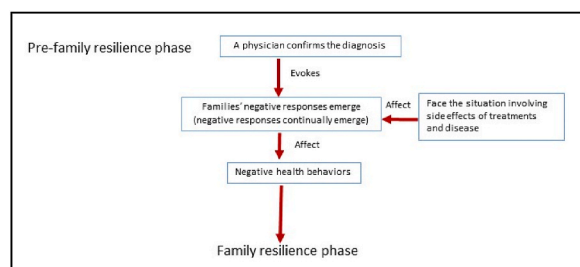 Pre-family resilience phase
A physician confirms the diagnosis
Evokes
Families' negative responses emerge
(negative responses continually emerge)
Affect
Face the situation involving
side effects of treatments
and disease
Affect
Negative health behaviors
Family resilience phase